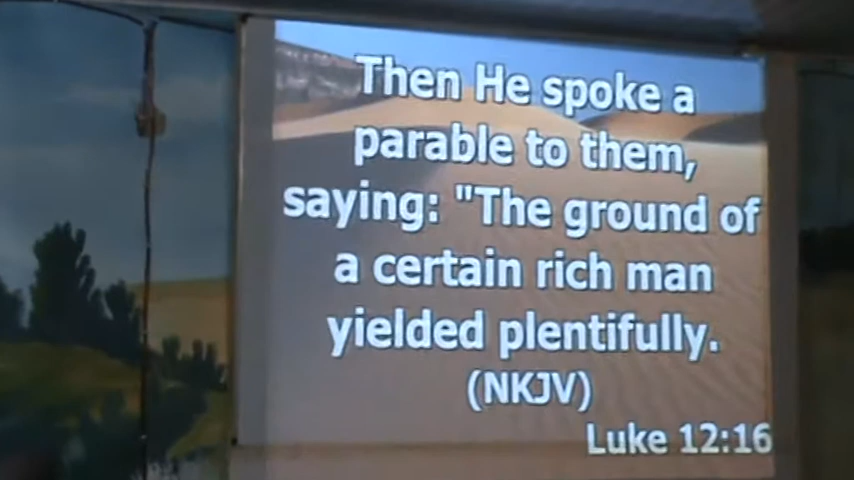 Then He spoke a
parable to them,
saying: "The ground of
a certain rich man
yielded plentifully.
(NKJV)
Luke 12:16